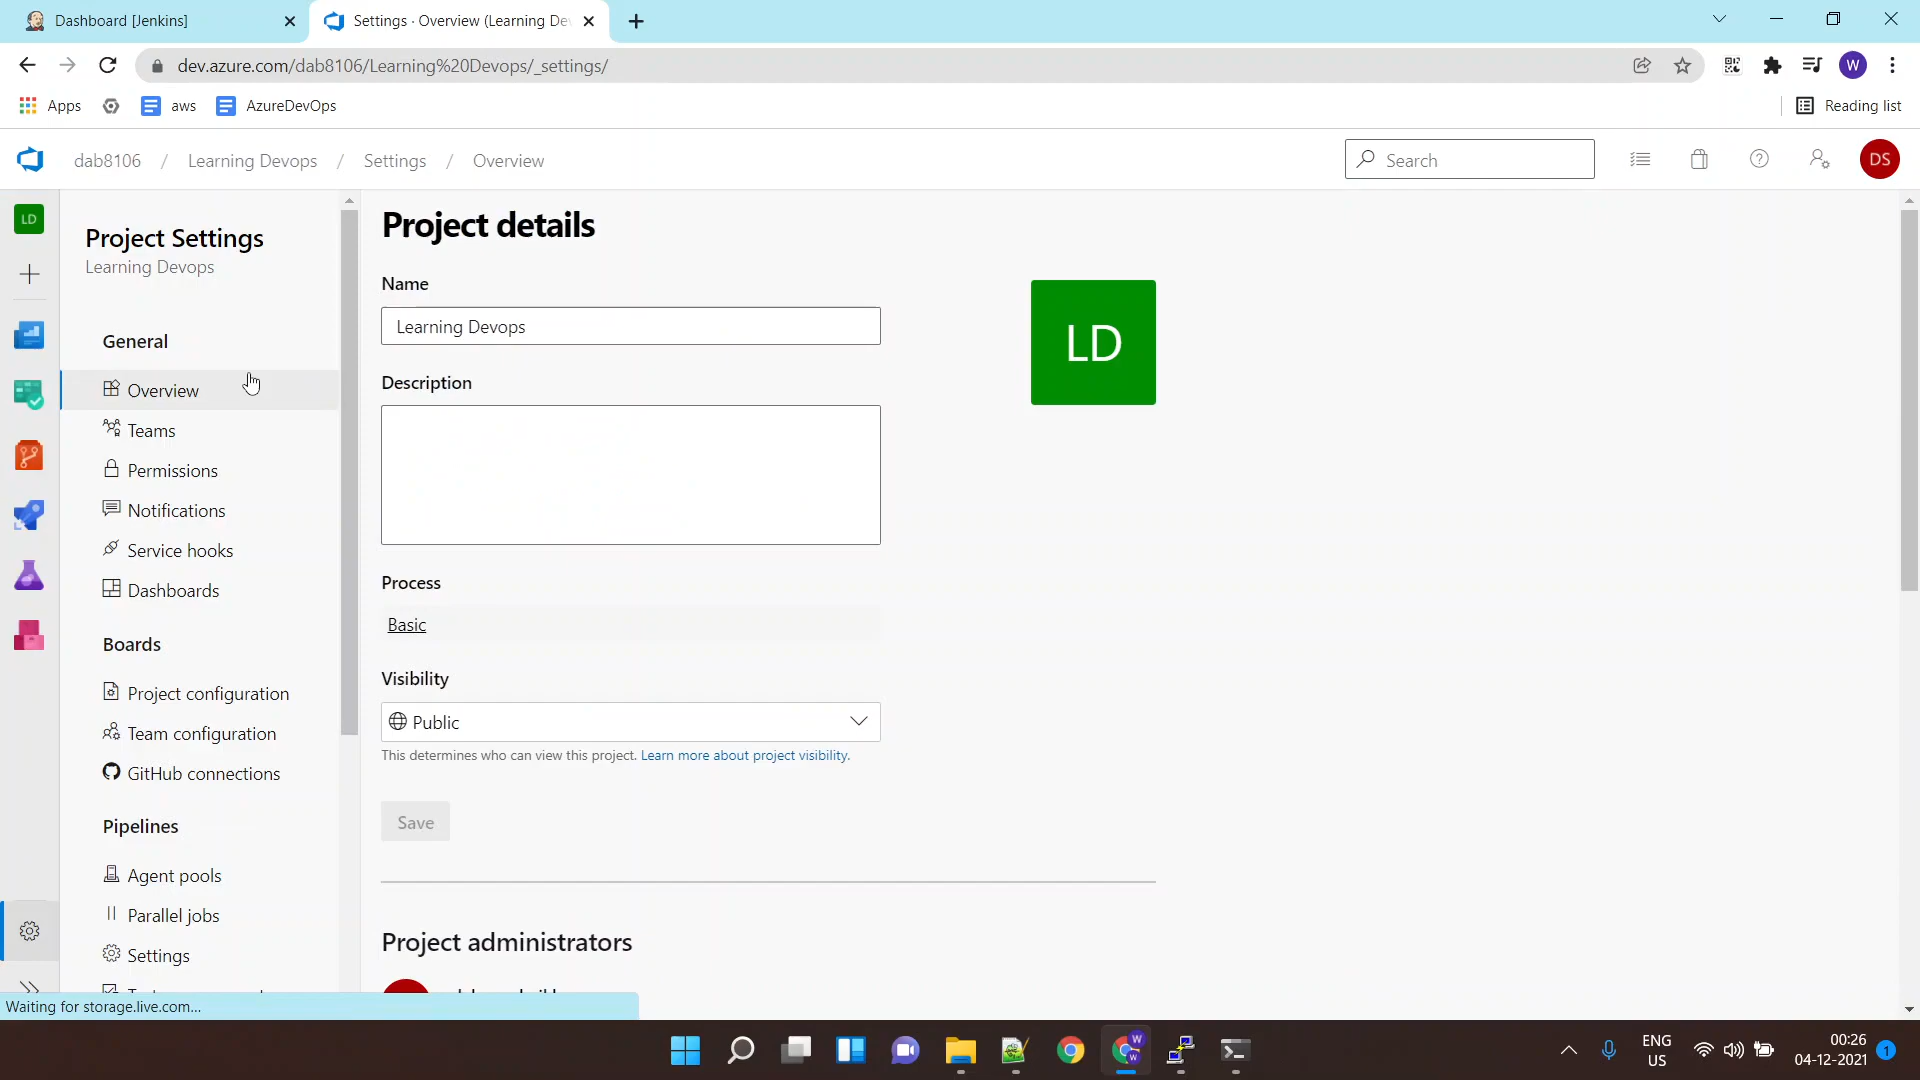 Dashboard [Jenkins]
Settings · Overview (Learning De
dev.azure.com/dab8106/Learning%20Devops/_settings/
W
Apps
aws
AzureDevOps
Reading list
dab8106 / Learning Devops / Settings / Overview
Search
DS
LD
Project Settings
Learning Devops
General
Overview
Teams
Permissions
Notifications
Service hooks
Dashboards
Boards
Project configuration
Team configuration
GitHub connections
Pipelines
Agent pools
Parallel jobs
Settings
Project details
Name
Learning Devops
LD
Description
Process
Basic
Visibility
Public
This determines who can view this project. Learn more about project visibility.
Save
Project administrators
Waiting for storage.live.com...
W
W
ENG
US
00:26
04-12-2021
1